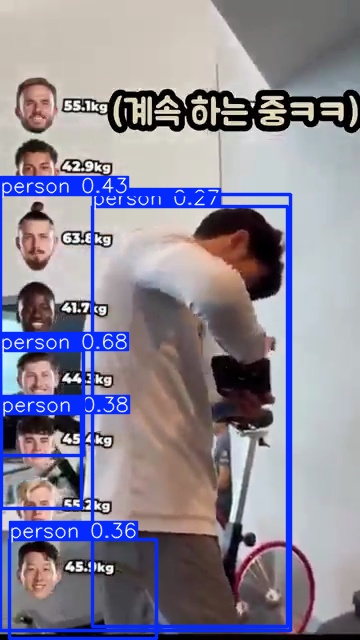 55.1kg
(계속 하는 중ㅋㅋ)
42.9kg
person 0.43
person 0.27
63.8kg
41.7kg
person 0.68
44.3kg
person 0.38
45.4kg
55.2kg
person 0.36
45.9kg